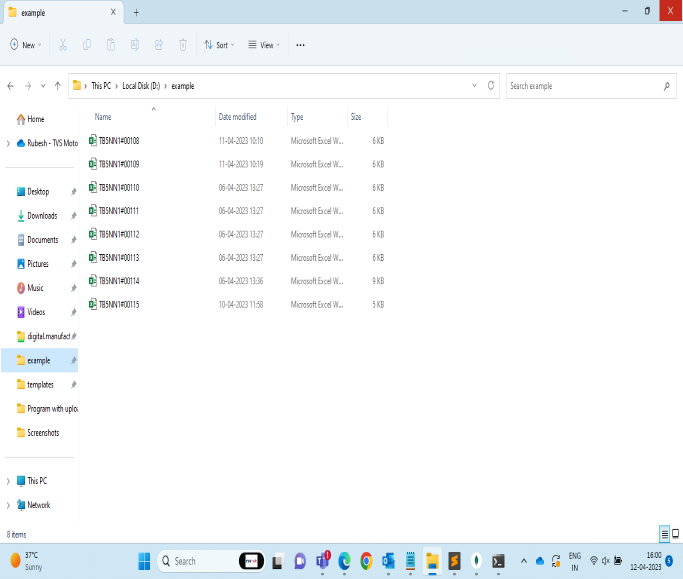 example
New
Sort
View
This PC
Local Disk (D:)
example
Search example
Home
Rubesh - TVS Moto
Desktop
Downloads
Documents
Pictures
Music
Videos
digital.manufact
example
templates
Program with uploa
Screenshots
This PC
Network
Name Date modified Type Size
TB5NN1#00108 11-04-2023 10:10 Microsoft Excel W... 6 KB
TB5NN1#00109 11-04-2023 10:19 Microsoft Excel W... 6 KB
TB5NN1#00110 06-04-2023 13:27 Microsoft Excel W... 6 KB
TB5NN1#00111 06-04-2023 13:27 Microsoft Excel W... 6 KB
TB5NN1#00112 06-04-2023 13:27 Microsoft Excel W... 6 KB
TB5NN1#00113 06-04-2023 13:27 Microsoft Excel W... 6 KB
TB5NN1#00114 06-04-2023 13:36 Microsoft Excel W... 9 KB
TB5NN1#00115 10-04-2023 11:58 Microsoft Excel W... 5 KB
8 items
37°C
Sunny
Search
1
ENG
IN
16:00
12-04-2023
5